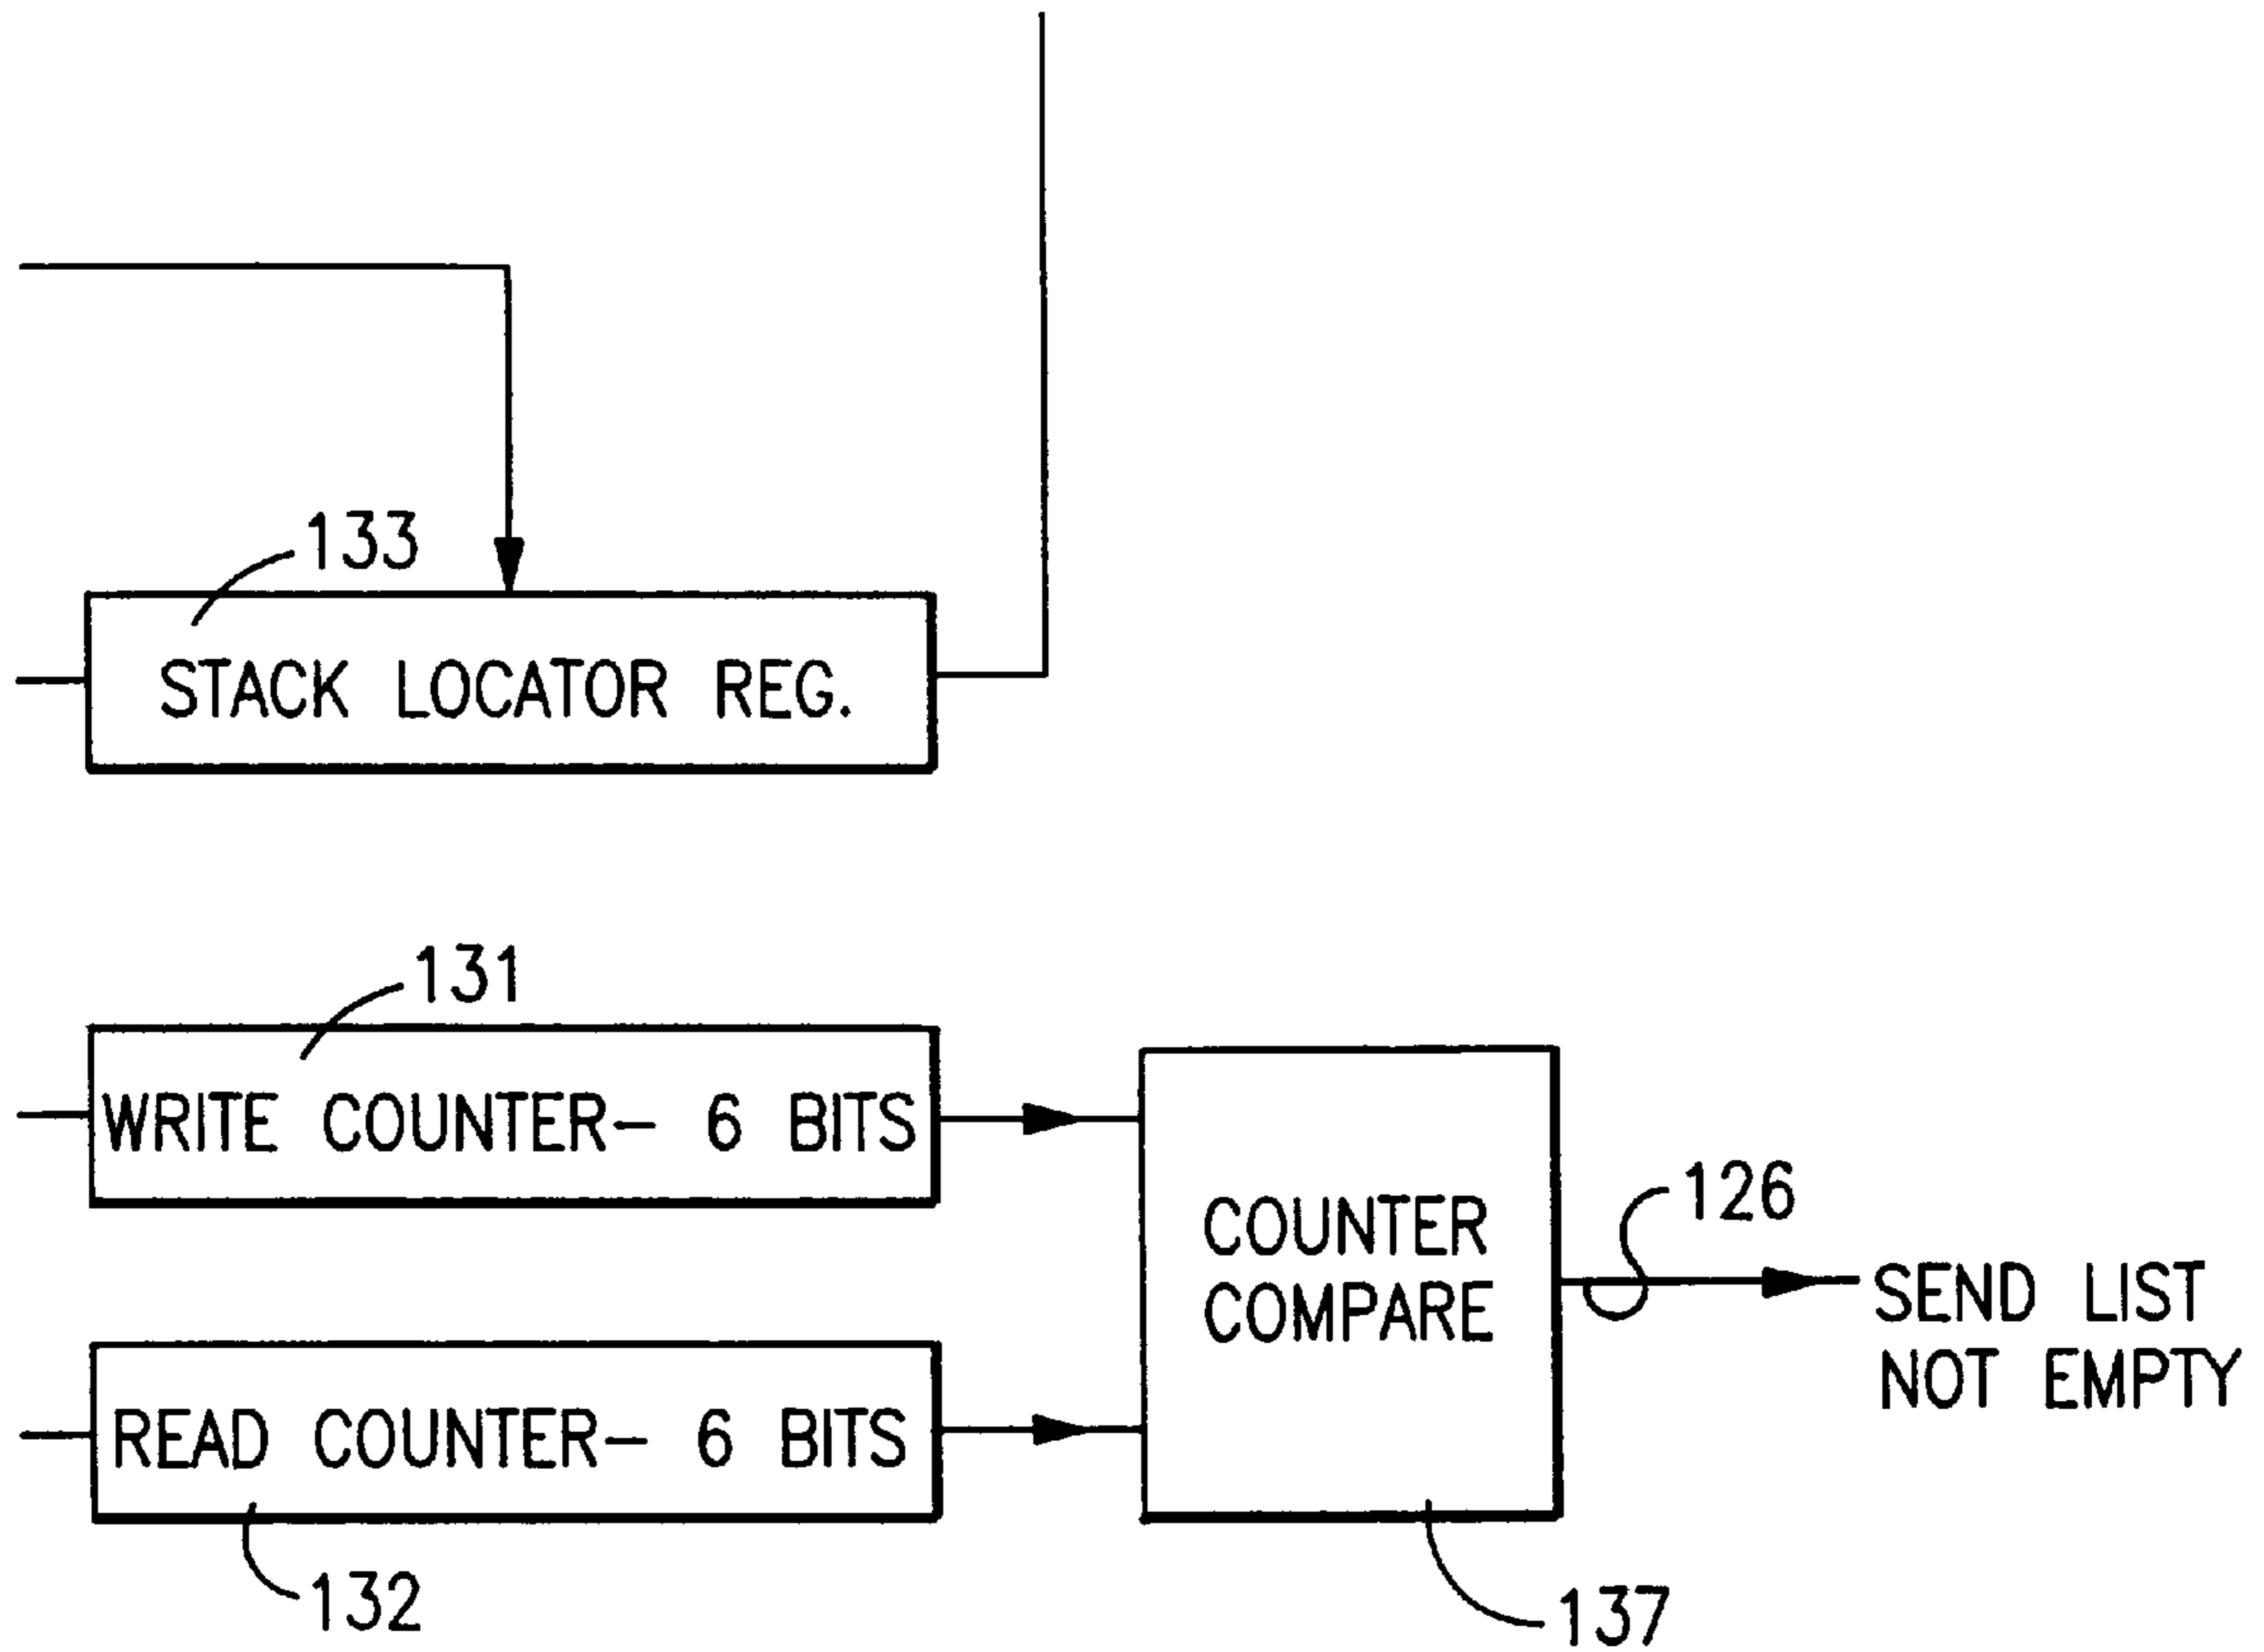 133
STACK LOCATOR REG.
131
WRITE COUNTER- 6 BITS
126
COUNTER
COMPARE
SEND LIST
NOT EMPTY
READ COUNTER- 6 BITS
132
137